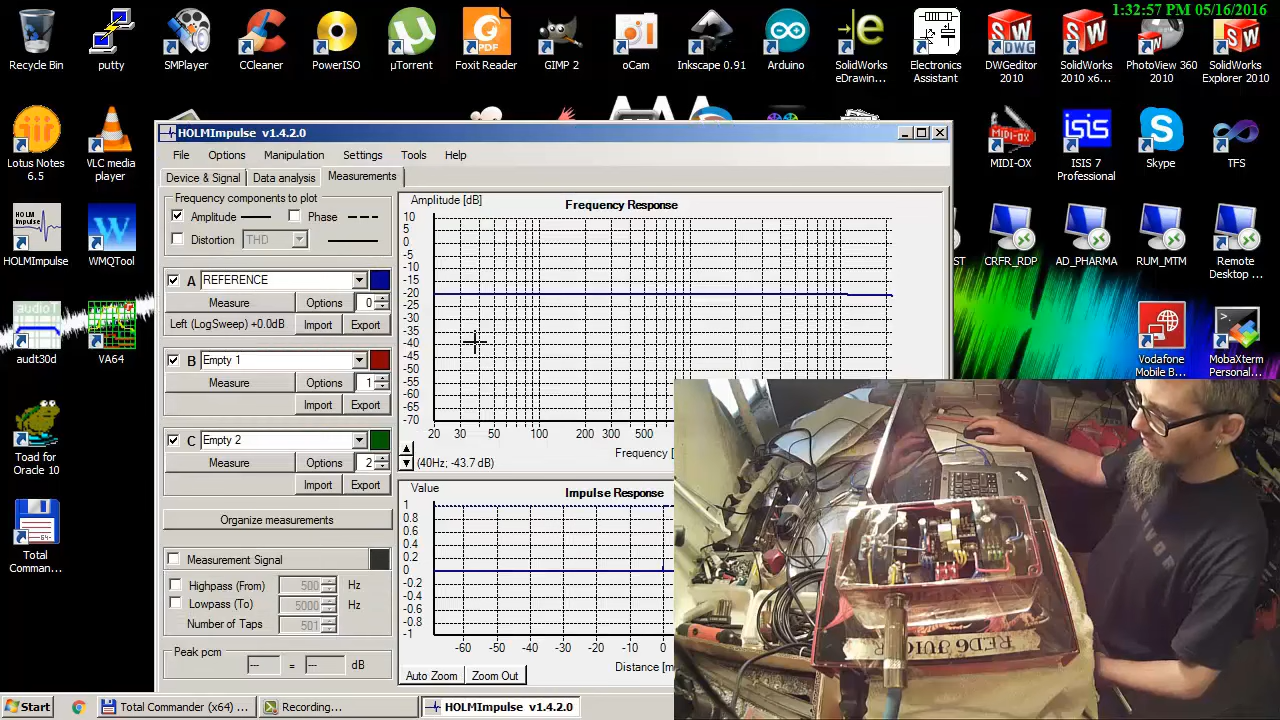 1:32:57 PM 05/16/2016
Recycle Bin
putty
SMPlayer
CCleaner
PowerISO
µTorrent
Foxit Reader
PDF
GIMP 2
oCam
Inkscape 0.91
Arduino
SolidWorks eDrawin...
Electronics Assistant
DWG
DWGeditor 2010
SolidWorks 2010 x6...
PhotoView 360 2010
SolidWorks Explorer 2010
Lotus Notes 6.5
VLC media player
MIDI-OX
MIDI-OX
isis
ISIS 7 Professional
Skype
TFS
HOLM Impulse
HOLMImpulse
WMQTool
CRFR_RDP
AD_PHARMA
RUM_MTM
Remote Desktop ...
ST
audt30d
VA64
Vodafone Mobile B...
MobaXterm Personal...
Toad for Oracle 10
Total Comman...
HOLMImpulse v1.4.2.0
File Options Manipulation Settings Tools Help
Device & Signal Data analysis Measurements
Frequency components to plot
Amplitude Phase
Distortion THD
A REFERENCE
Measure Options 0
Left (LogSweep) +0.0dB Import Export
B Empty 1
Measure Options 1
Import Export
C Empty 2
Measure Options 2
Import Export
Organize measurements
Measurement Signal
Highpass (From) 500 Hz
Lowpass (To) 5000 Hz
Number of Taps 501
Peak pcm
--- = --- dB
Amplitude [dB]
Frequency Response
10
5
0
-5
-10
-15
-20
-25
-30
-35
-40
-45
-50
-55
-60
-65
-70
20 30 50 100 200 300 500
Frequency [
(40Hz, -43.7 dB)
Value
Impulse Response
1
0.8
0.6
0.4
0.2
0
-0.2
-0.4
-0.6
-0.8
-1
-60 -50 -40 -30 -20 -10 0
Distance [m
Auto Zoom Zoom Out
Start
Total Commander (x64) ...
Recording...
HOLMImpulse v1.4.2.0